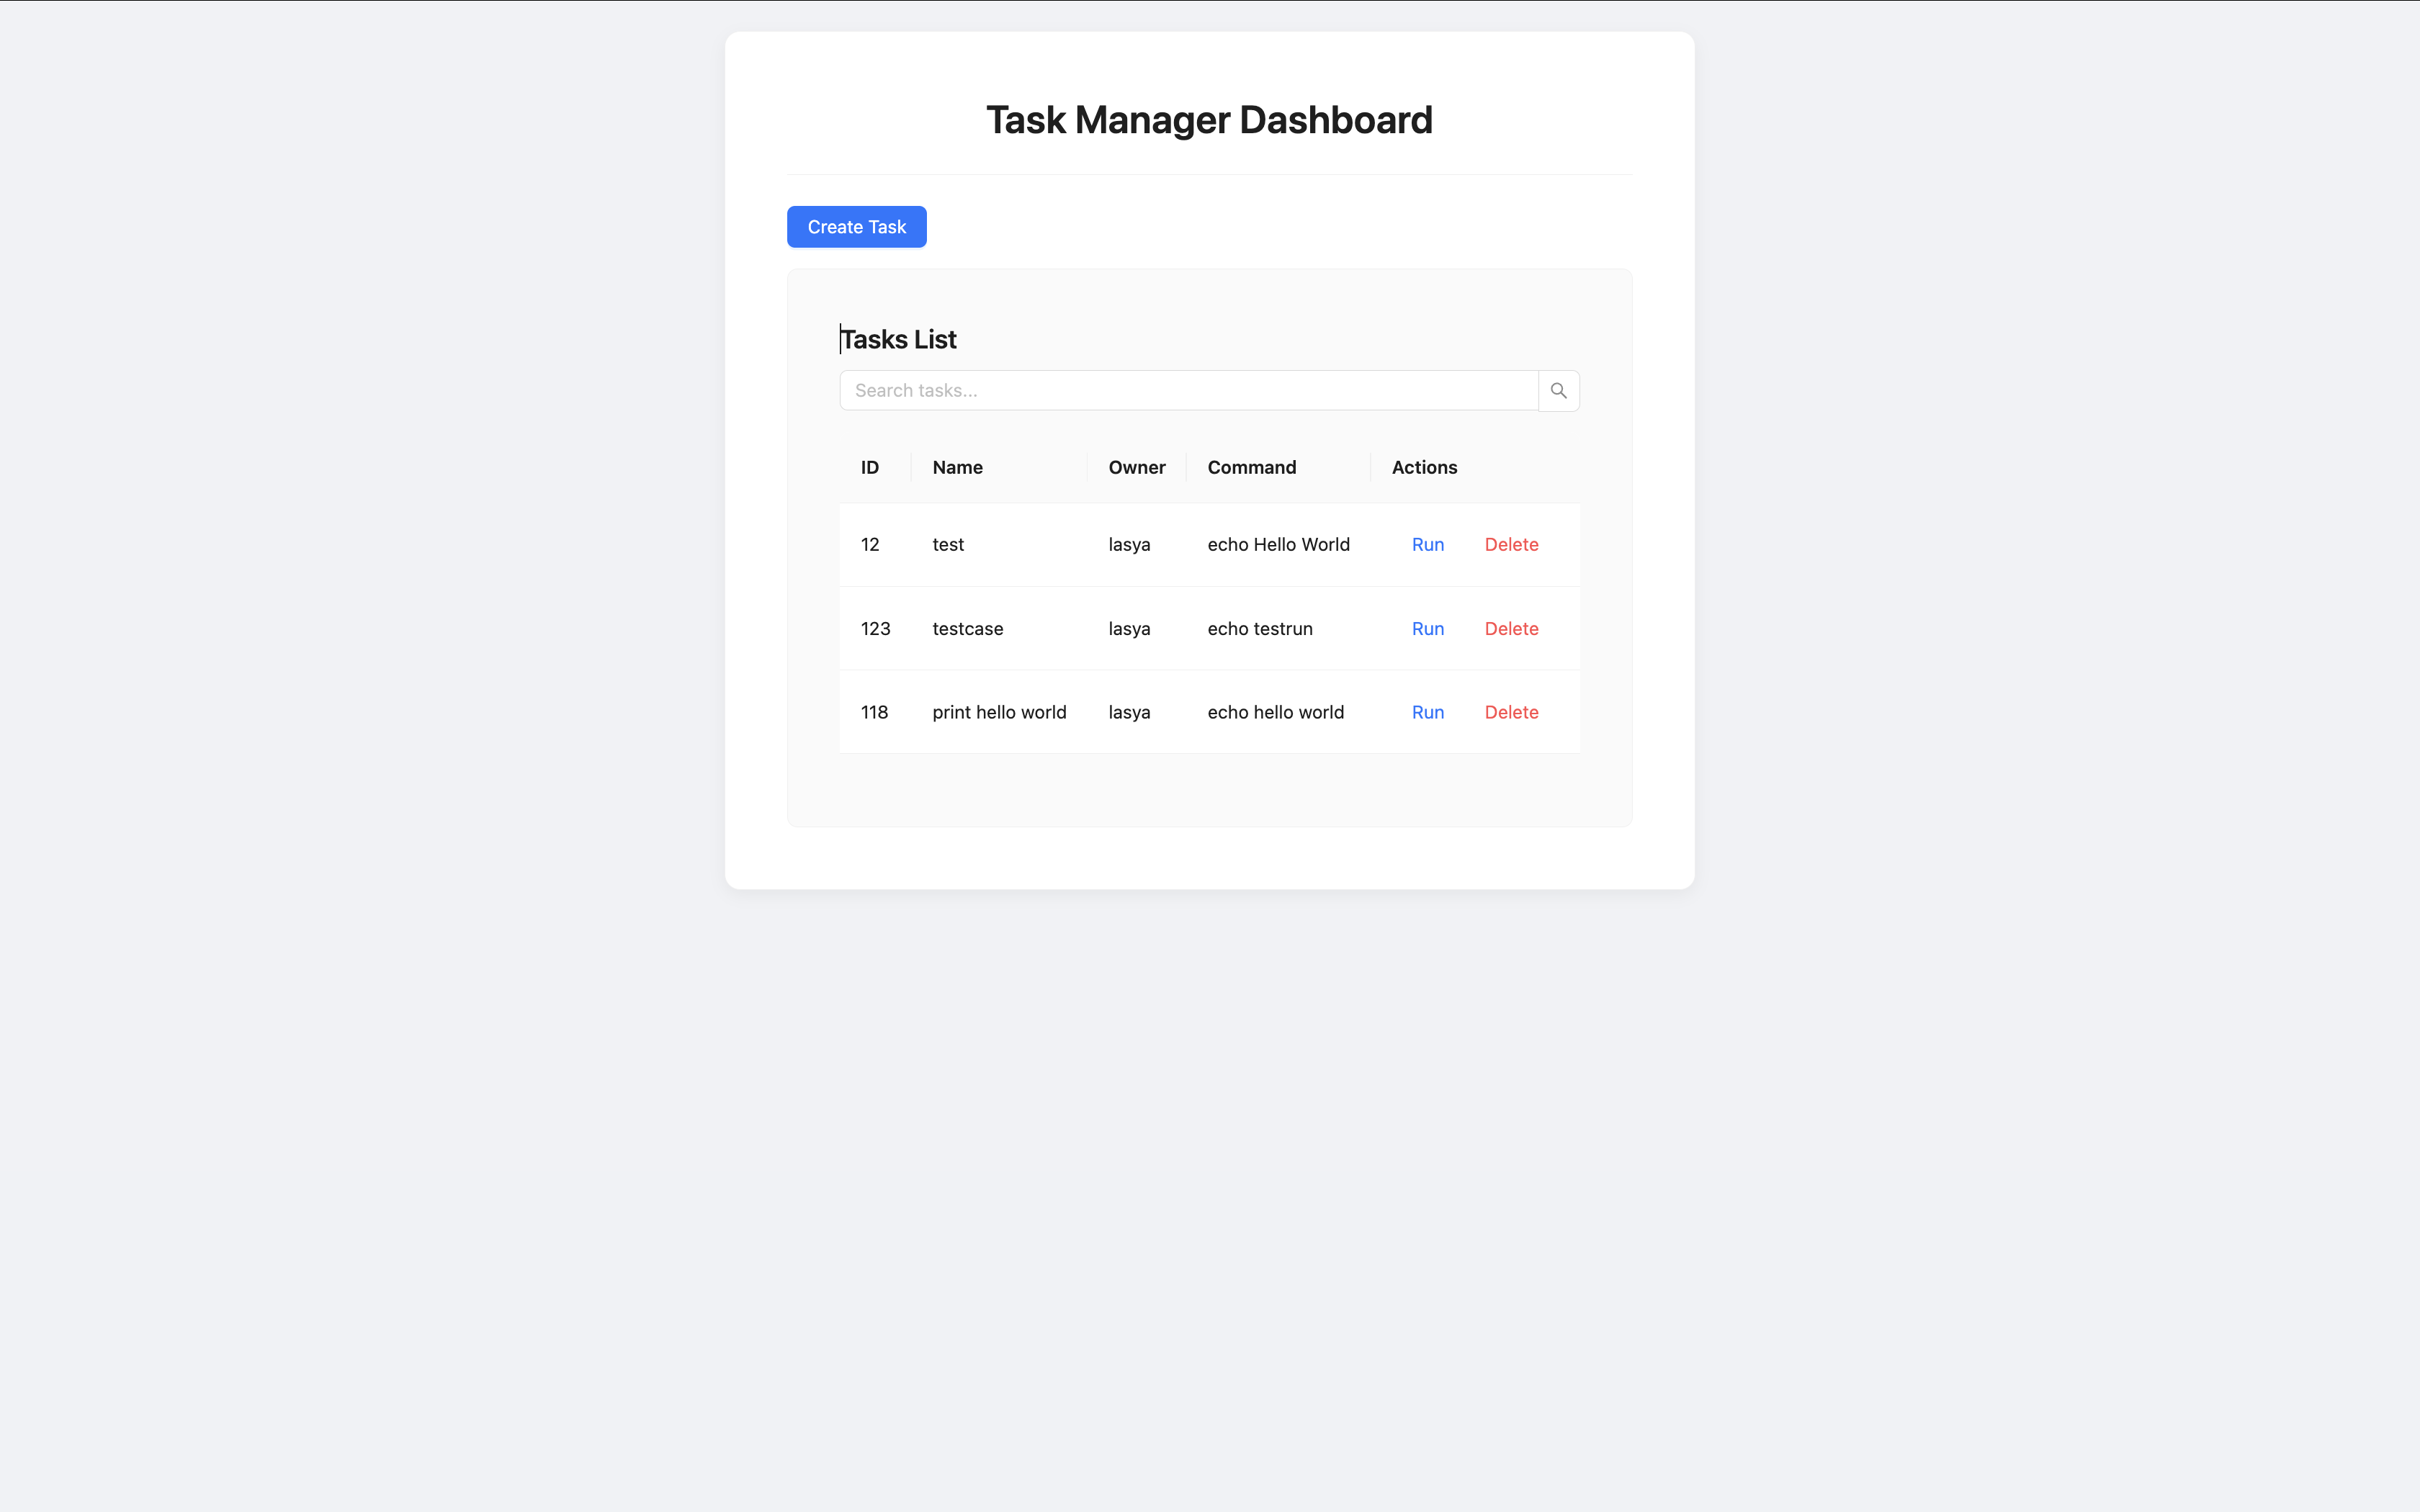 Task Manager Dashboard
Create Task
Tasks List
Search tasks...
ID Name Owner Command Actions
12 test lasya echo Hello World Run Delete
123 testcase lasya echo testrun Run Delete
118 print hello world lasya echo hello world Run Delete